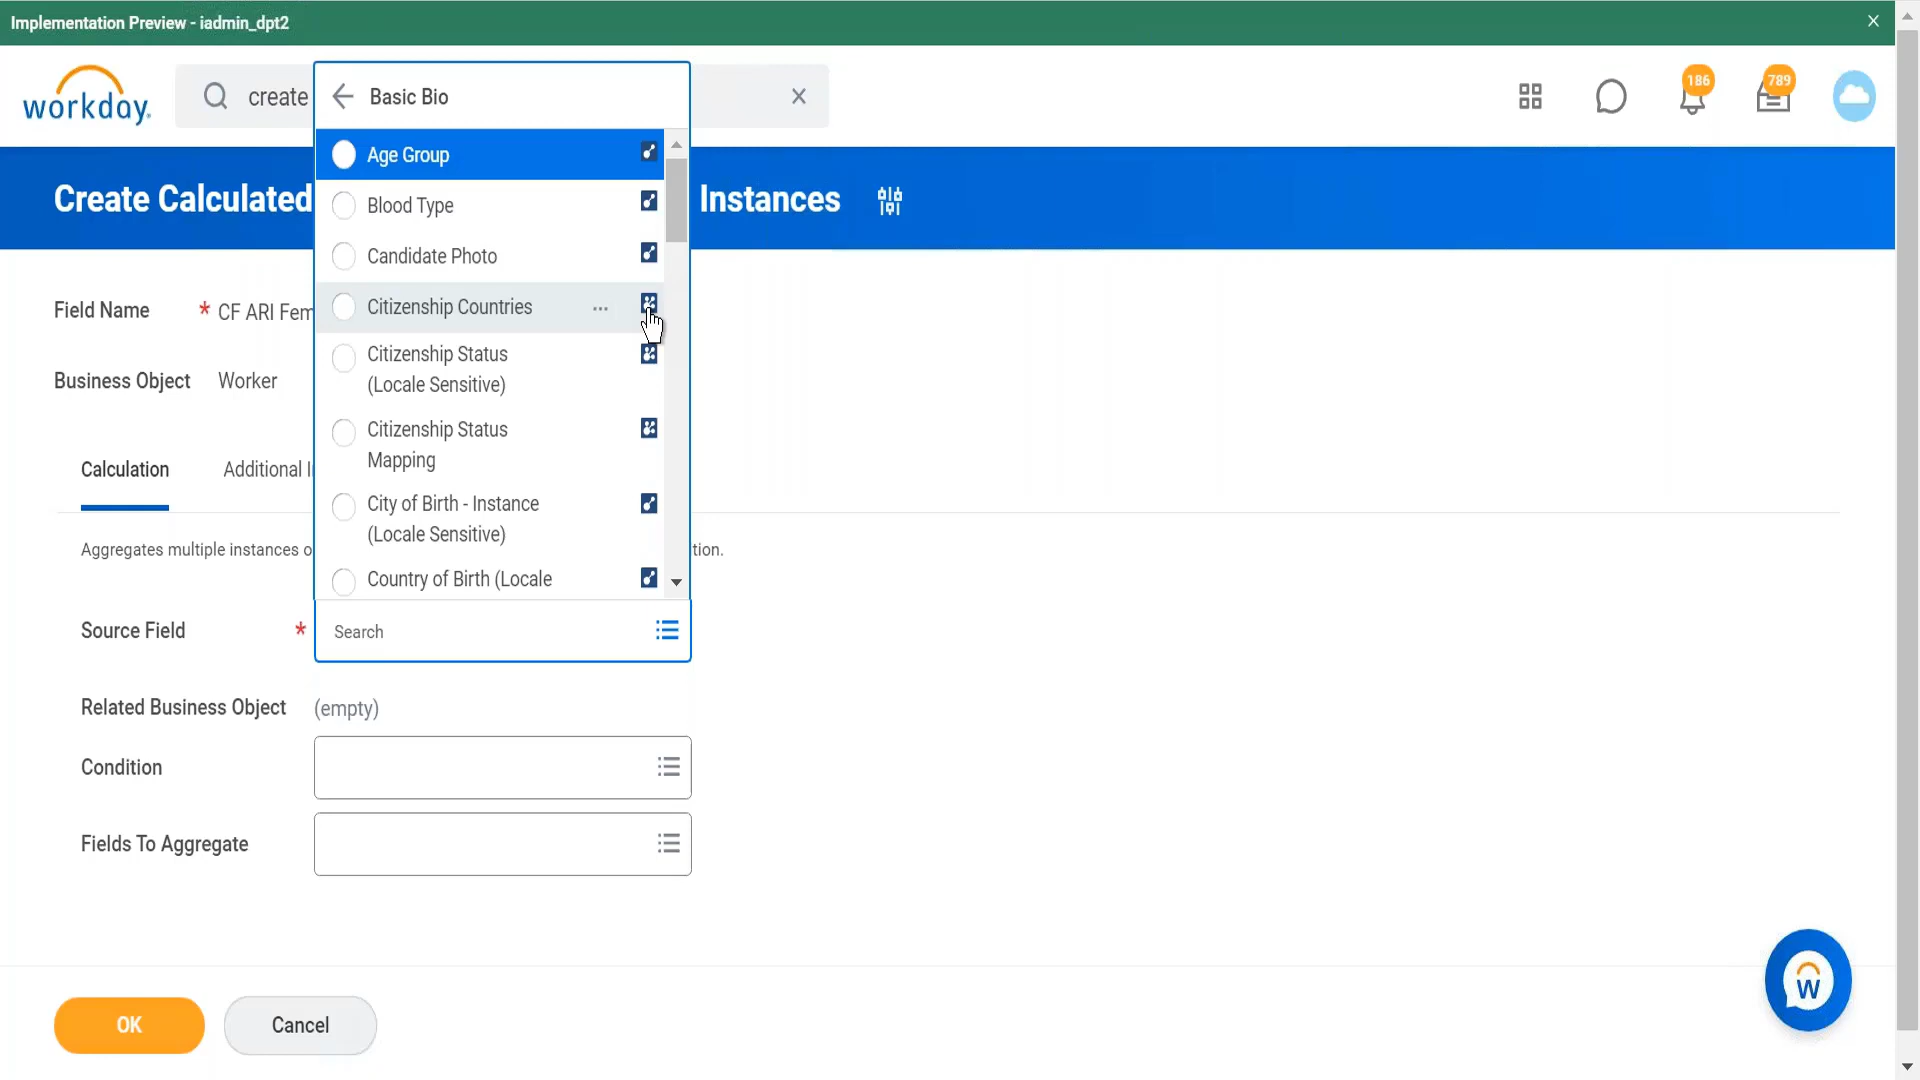 Implementation Preview - iadmin_dpt2
workday.
create
Basic Bio
186
789
Age Group
Blood Type
Candidate Photo
Citizenship Countries
Citizenship Status
(Locale Sensitive)
Citizenship Status
Mapping
City of Birth - Instance
(Locale Sensitive)
Country of Birth (Locale
Search
Create Calculated
Instances
Field Name * CF ARI Fem
Business Object Worker
Calculation
Additional
Aggregates multiple instances
tion.
Source Field *
Related Business Object (empty)
Condition
Fields To Aggregate
OK
Cancel
W